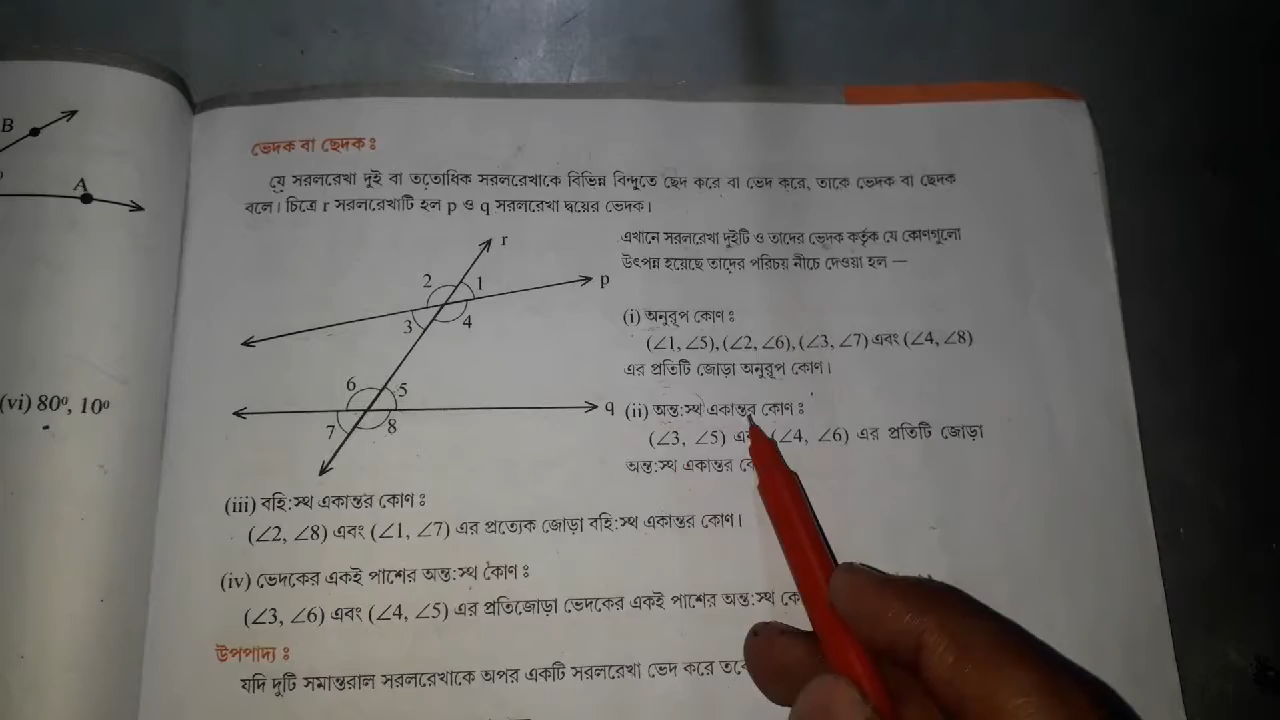 B
A
(vi) 80⁰, 10⁰
ভেদক বা ছেদক ঃ
যে সরলরেখা দুই বা ততোধিক সরলরেখাকে বিভিন্ন বিন্দুতে ছেদ করে বা ভেদ করে, তাকে ভেদক বা ছেদক
বলে। চিত্রে r সরলরেখাটি হল p ও q সরলরেখা দ্বয়ের ভেদক।
r
2
1
p
3
4
6
5
q
7
8
এখানে সরলরেখা দুইটি ও তাদের ভেদক কর্তৃক যে কোণগুলো
উৎপন্ন হয়েছে তাদের পরিচয় নীচে দেওয়া হল —
(i) অনুরূপ কোণ ঃ
(∠1, ∠5), (∠2, ∠6), (∠3, ∠7) এবং (∠4, ∠8)
এর প্রতিটি জোড়া অনুরূপ কোণ।
(ii) অন্ত:স্থ একান্তর কোণ ঃ
(∠3, ∠5) (∠4, ∠6) এর প্রতিটি জোড়া
অন্ত:স্থ একান্তর
(iii) বহি:স্থ একান্তর কোণ ঃ
(∠2, ∠8) এবং (∠1, ∠7) এর প্রত্যেক জোড়া বহি:স্থ একান্তর কোণ।
(iv) ভেদকের একই পাশের অন্ত:স্থ কোণ ঃ
(∠3, ∠6) এবং (∠4, ∠5) এর প্রতিজোড়া ভেদকের একই পাশের অন্ত:স্থ
উপপাদ্য ঃ
যদি দুটি সমান্তরাল সরলরেখাকে অপর একটি সরলরেখা ভেদ করে